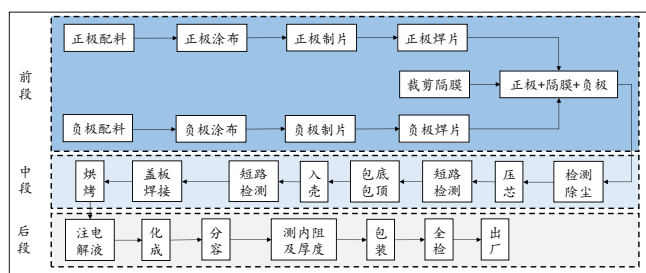 前段
正极配料
正极涂布
正极制片
正极焊片
裁剪隔膜
正极+隔膜+负极
负极配料
负极涂布
负极制片
负极焊片
中段
烘烤
盖板
焊接
短路
检测
入壳
包底
包顶
短路
检测
压芯
检测
除尘
后段
注电
解液
化成
分容
测内阻
及厚度
包装
全检
出厂